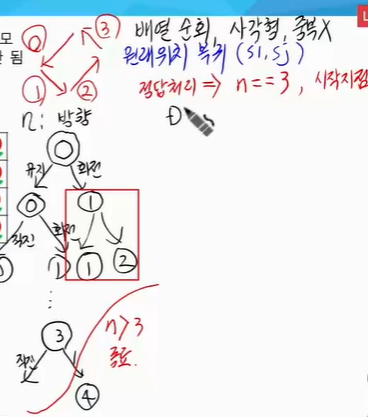 모
0 3 배열 순회, 사각형, 중복X
한 됨
원래위치 복귀 (si, sj)
1 2 정답처리 => n==3, 시작지점
n: 방향
Đ
0
유지 회전
0 1
직진 회전
1 1 2
3 n>3
직진 종료.
4